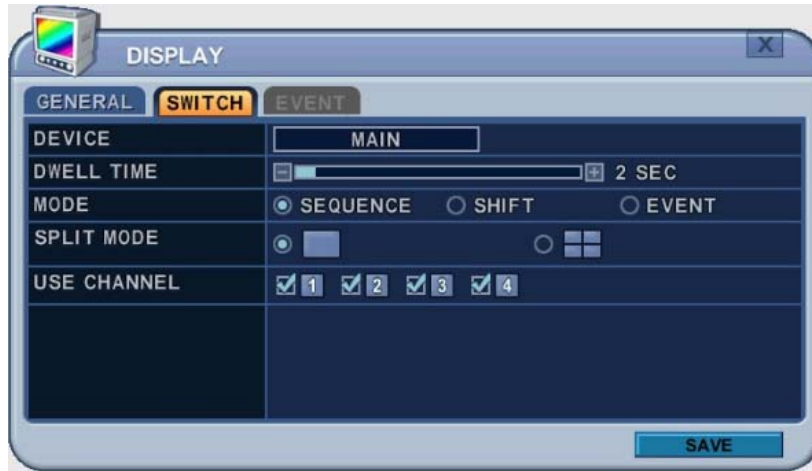 DISPLAY
X
GENERAL SWITCH EVENT
DEVICE MAIN
DWELL TIME - + 2 SEC
MODE SEQUENCE SHIFT EVENT
SPLIT MODE
USE CHANNEL 1 2 3 4
SAVE